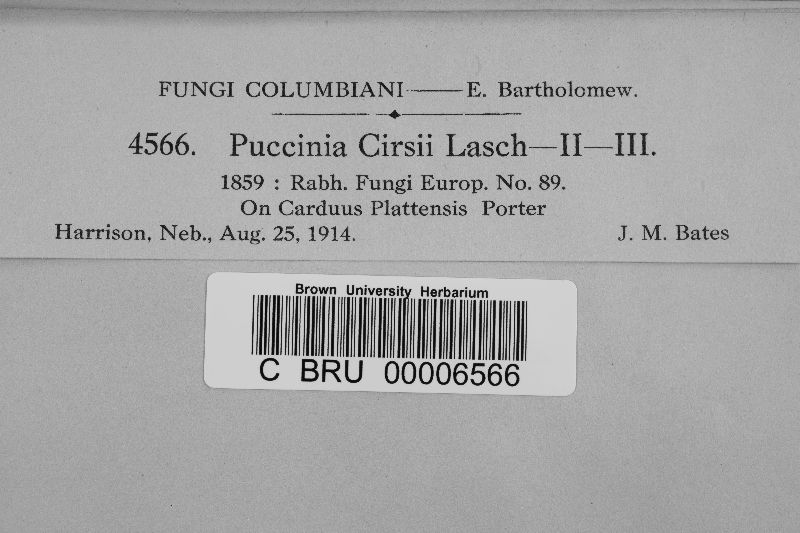 FUNGI COLUMBIANI——E. Bartholomew.
4566. Puccinia Cirsii Lasch—II—III.
1859 : Rabh. Fungi Europ. No. 89.
On Carduus Plattensis Porter
Harrison, Neb., Aug. 25, 1914. J. M. Bates
Brown University Herbarium
C BRU 00006566